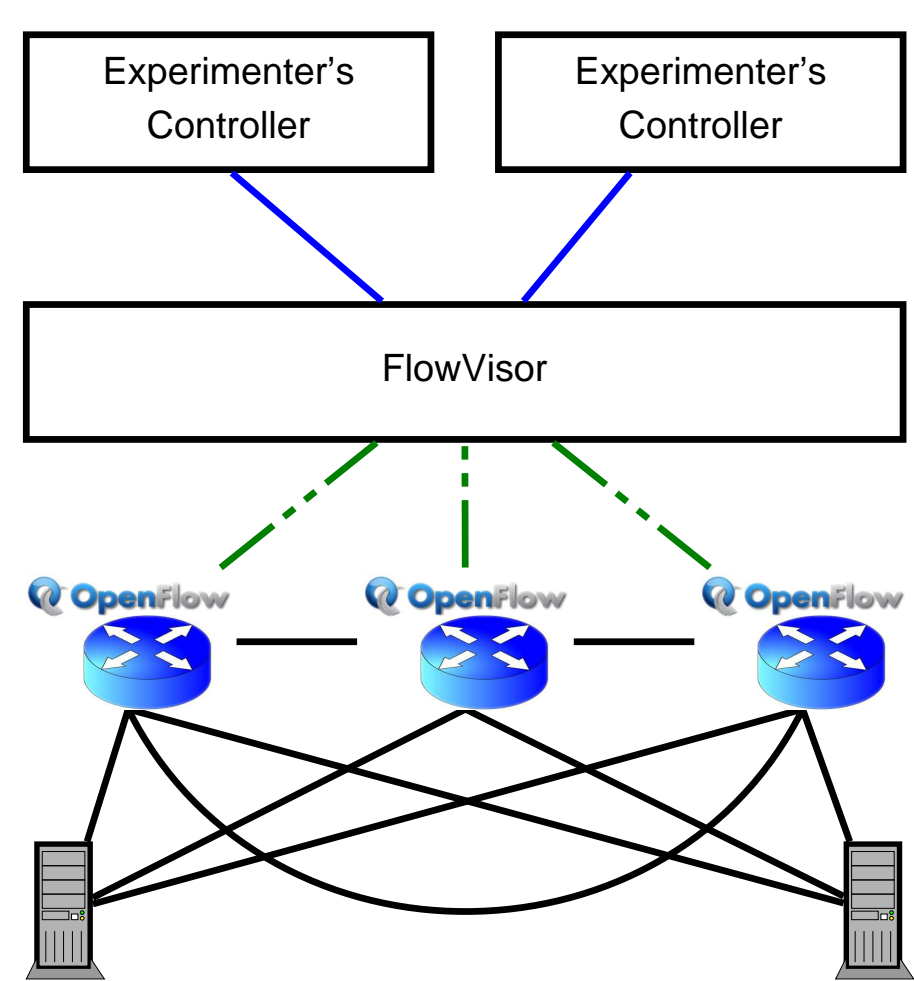 Experimenter's
Controller
Experimenter's
Controller
FlowVisor
OpenFlow
OpenFlow
OpenFlow